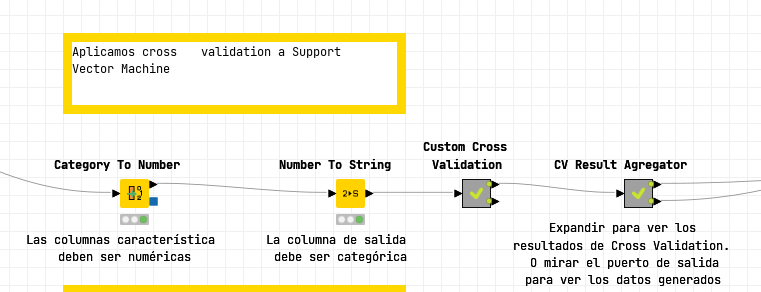 Aplicamos cross validation a Support
Vector Machine
Custom Cross
Category To Number Number To String Validation CV Result Agregator
2▸S
Las columnas característica La columna de salida Expandir para ver los
deben ser numéricas debe ser categórica resultados de Cross Validation.
O mirar el puerto de salida
para ver los datos generados